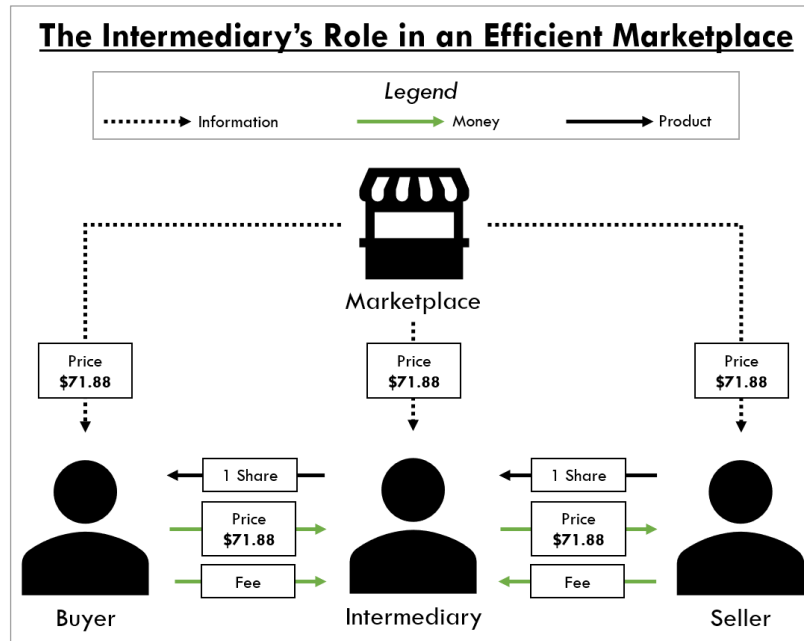 The Intermediary's Role in an Efficient Marketplace
Legend
Information
Money
Product
Marketplace
Price
$71.88
Price
$71.88
Price
$71.88
1 Share
1 Share
Price
$71.88
Price
$71.88
Fee
Fee
Buyer
Intermediary
Seller